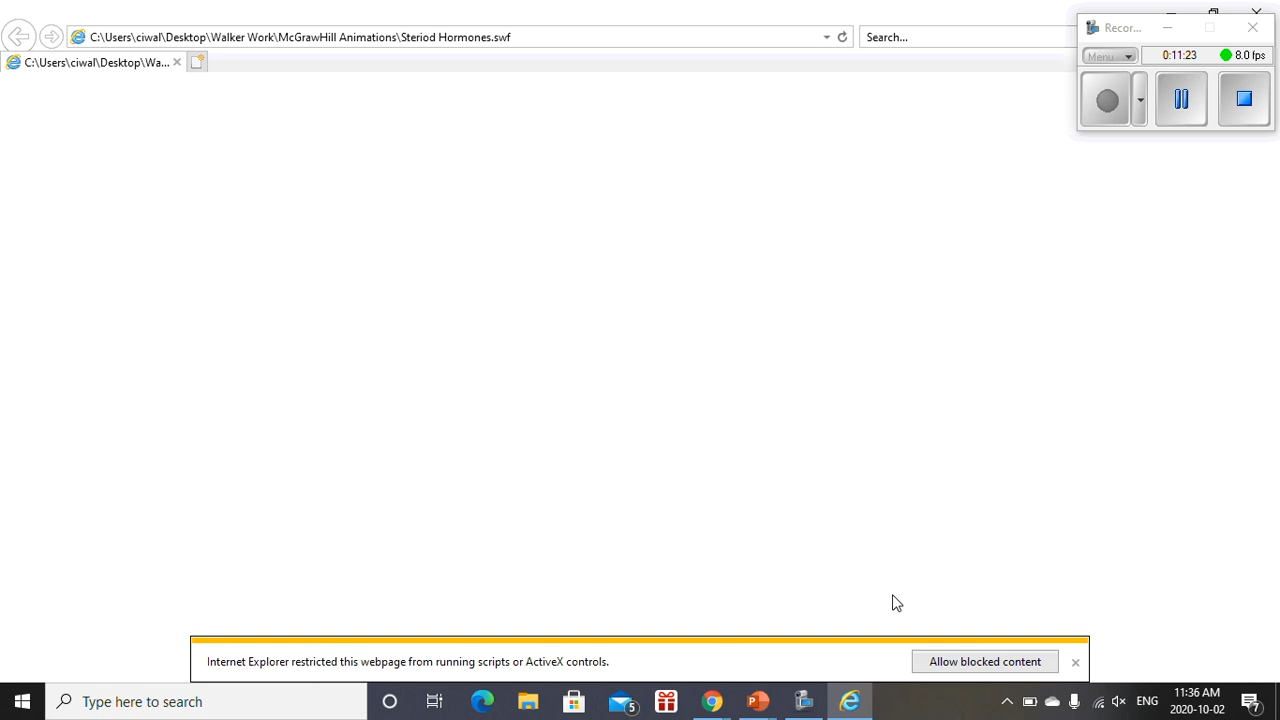 Recor...
C:\Users\ciwal\Desktop\Walker Work\McGrawHill Animations\Steriod Hormones.swf
Search...
Menu
0:11:23
8.0 fps
C:\Users\ciwal\Desktop\Wa...
Internet Explorer restricted this webpage from running scripts or ActiveX controls.
Allow blocked content
Type here to search
5
ENG
11:36 AM
2020-10-02
7